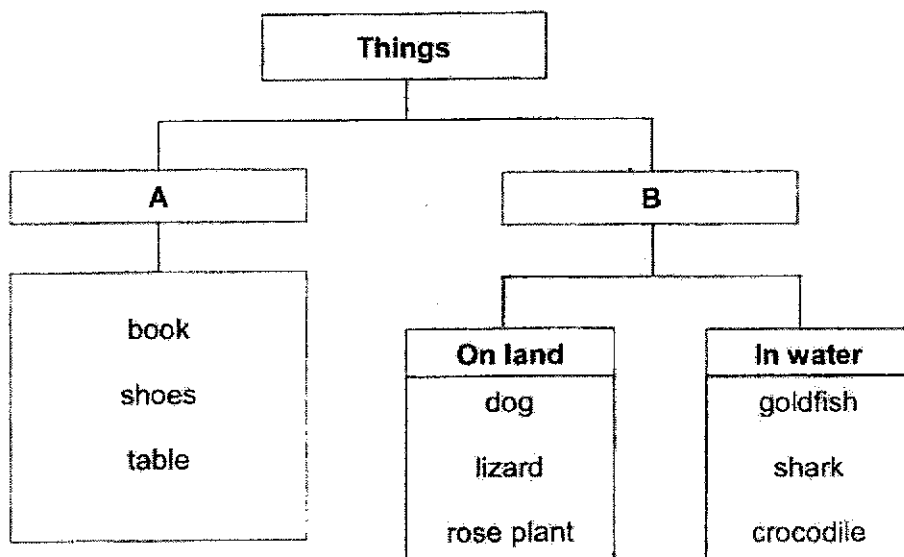 Things
A
B
book
shoes
table
On land
dog
lizard
rose plant
In water
goldfish
shark
crocodile